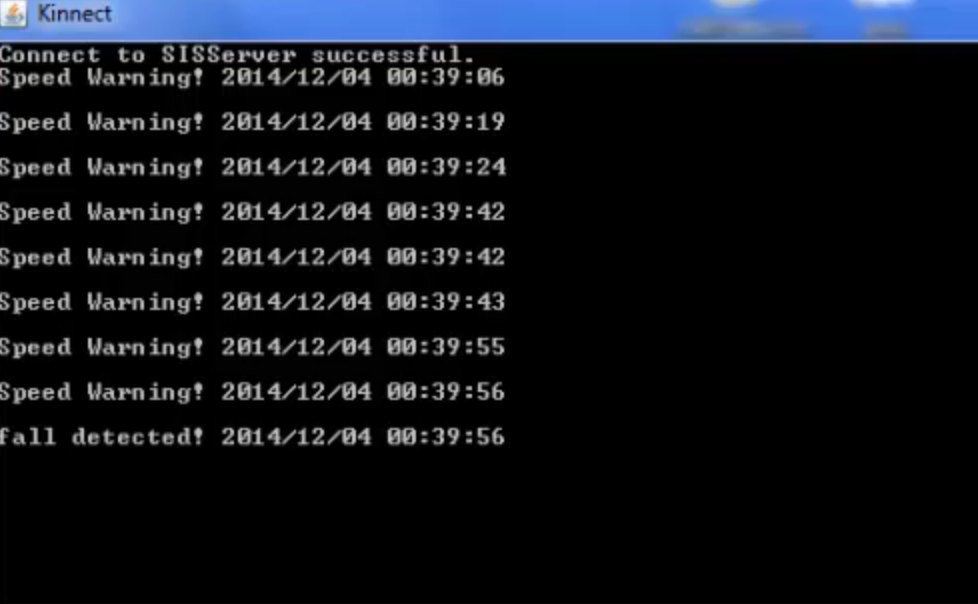 Kinnect
Connect to SISServer successful.
Speed Warning! 2014/12/04 00:39:06
Speed Warning! 2014/12/04 00:39:19
Speed Warning! 2014/12/04 00:39:24
Speed Warning! 2014/12/04 00:39:42
Speed Warning! 2014/12/04 00:39:42
Speed Warning! 2014/12/04 00:39:43
Speed Warning! 2014/12/04 00:39:55
Speed Warning! 2014/12/04 00:39:56
fall detected! 2014/12/04 00:39:56